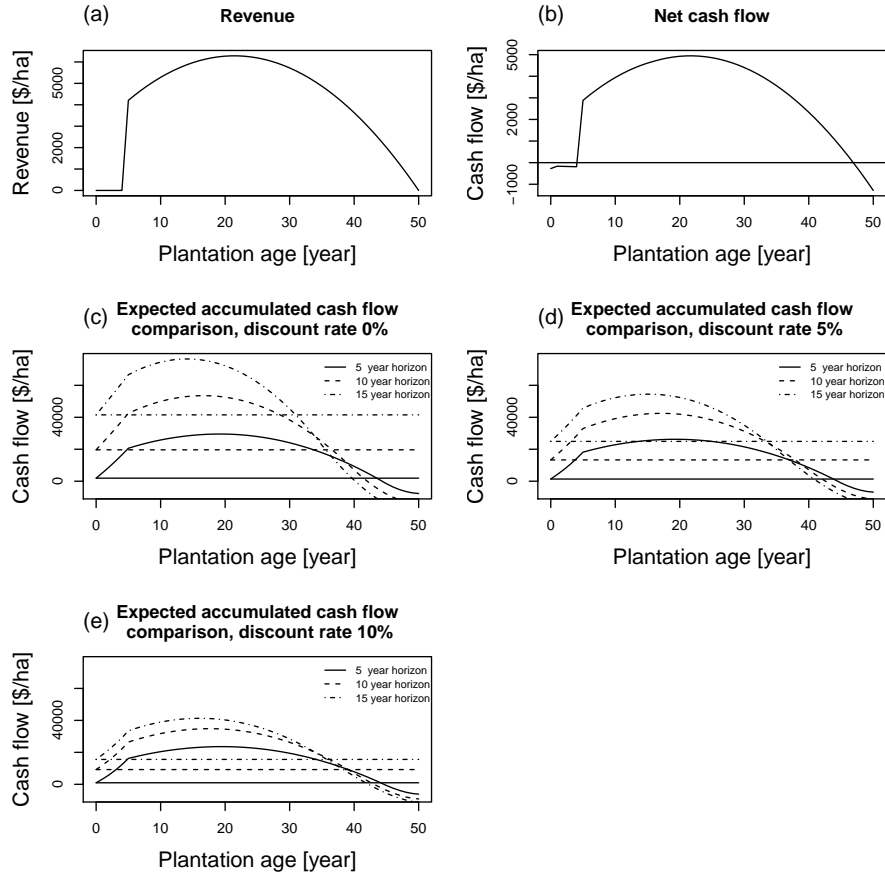 (a) Revenue
Revenue [$/ha]
0 2000 5000
0 10 20 30 40 50
Plantation age [year]
(b) Net cash flow
Cash flow [$/ha]
−1000 2000 5000
0 10 20 30 40 50
Plantation age [year]
(c) Expected accumulated cash flow
comparison, discount rate 0%
Cash flow [$/ha]
0 40000
5 year horizon
10 year horizon
15 year horizon
0 10 20 30 40 50
Plantation age [year]
(d) Expected accumulated cash flow
comparison, discount rate 5%
Cash flow [$/ha]
0 40000
5 year horizon
10 year horizon
15 year horizon
0 10 20 30 40 50
Plantation age [year]
(e) Expected accumulated cash flow
comparison, discount rate 10%
Cash flow [$/ha]
0 40000
5 year horizon
10 year horizon
15 year horizon
0 10 20 30 40 50
Plantation age [year]